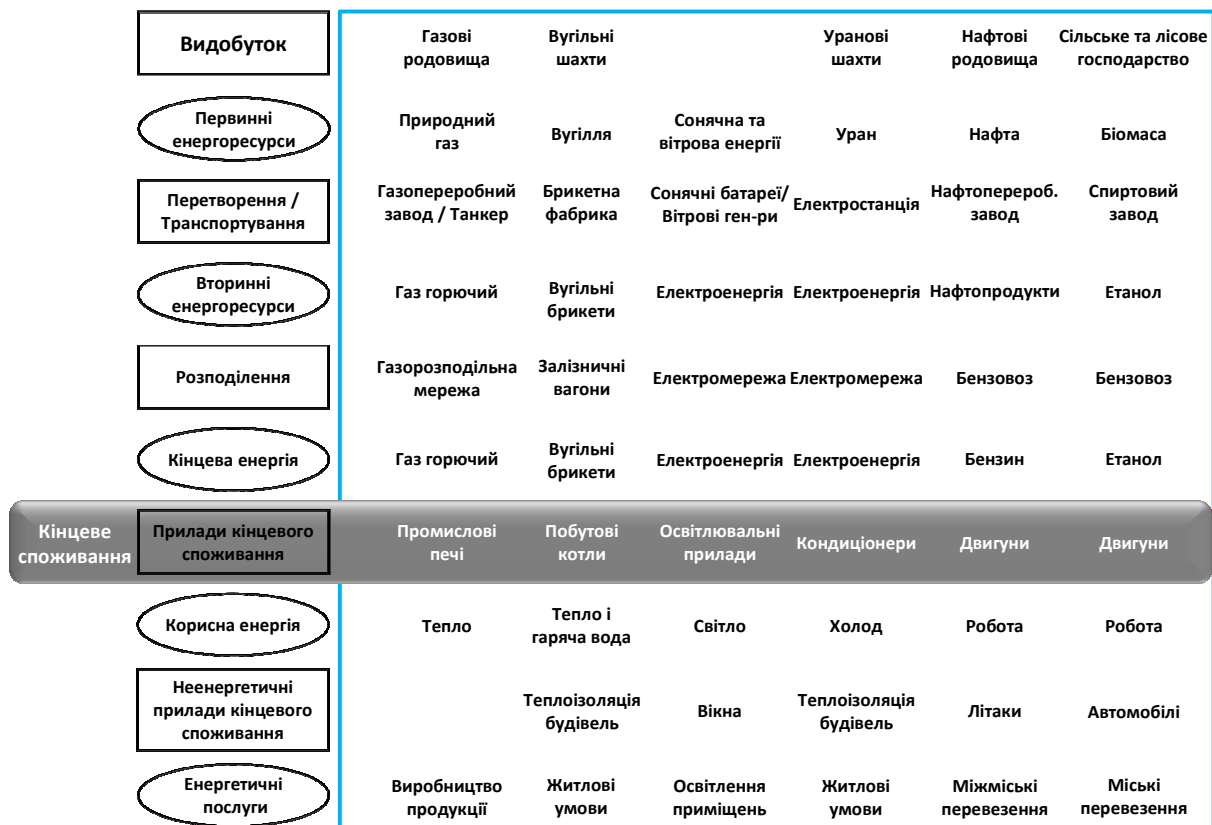 Видобуток
Газові
родовища
Вугільні
шахти
Уранові
шахти
Нафтові
родовища
Сільське та лісове
господарство
Первинні
енергоресурси
Природний
газ
Вугілля
Сонячна та
вітрова енергії
Уран
Нафта
Біомаса
Перетворення /
Транспортування
Газопереробний
завод / Танкер
Брикетна
фабрика
Сонячні батареї/
Вітрові ген-ри
Електростанція
Нафтоперероб.
завод
Спиртовий
завод
Вторинні
енергоресурси
Газ горючий
Вугільні
брикети
Електроенергія
Електроенергія
Нафтопродукти
Етанол
Розподілення
Газорозподільна
мережа
Залізничні
вагони
Електромережа
Електромережа
Бензовоз
Бензовоз
Кінцева енергія
Газ горючий
Вугільні
брикети
Електроенергія
Електроенергія
Бензин
Етанол
Кінцеве
споживання
Прилади кінцевого
споживання
Промислові
печі
Побутові
котли
Освітлювальні
прилади
Кондиціонери
Двигуни
Двигуни
Корисна енергія
Тепло
Тепло і
гаряча вода
Світло
Холод
Робота
Робота
Неенергетичні
прилади кінцевого
споживання
Теплоізоляція
будівель
Вікна
Теплоізоляція
будівель
Літаки
Автомобілі
Енергетичні
послуги
Виробництво
продукції
Житлові
умови
Освітлення
приміщень
Житлові
умови
Міжміські
перевезення
Міські
перевезення